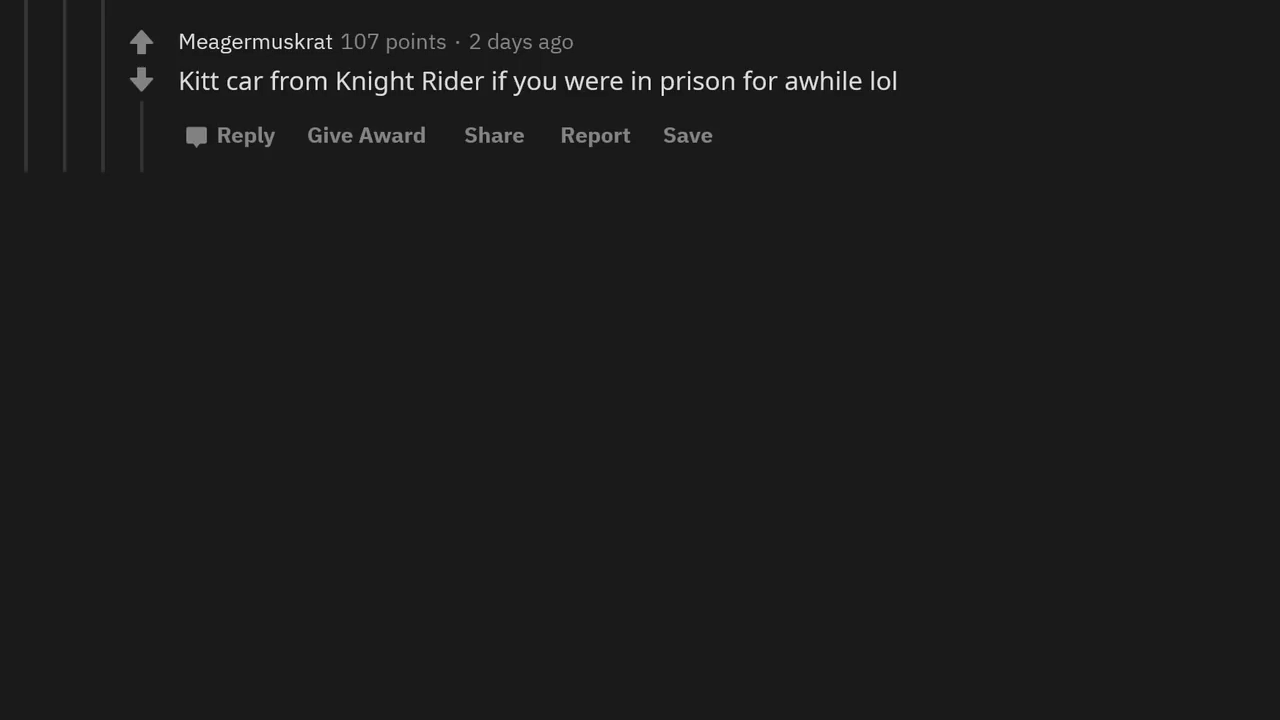 Meagermuskrat 107 points · 2 days ago
Kitt car from Knight Rider if you were in prison for awhile lol
Reply Give Award Share Report Save